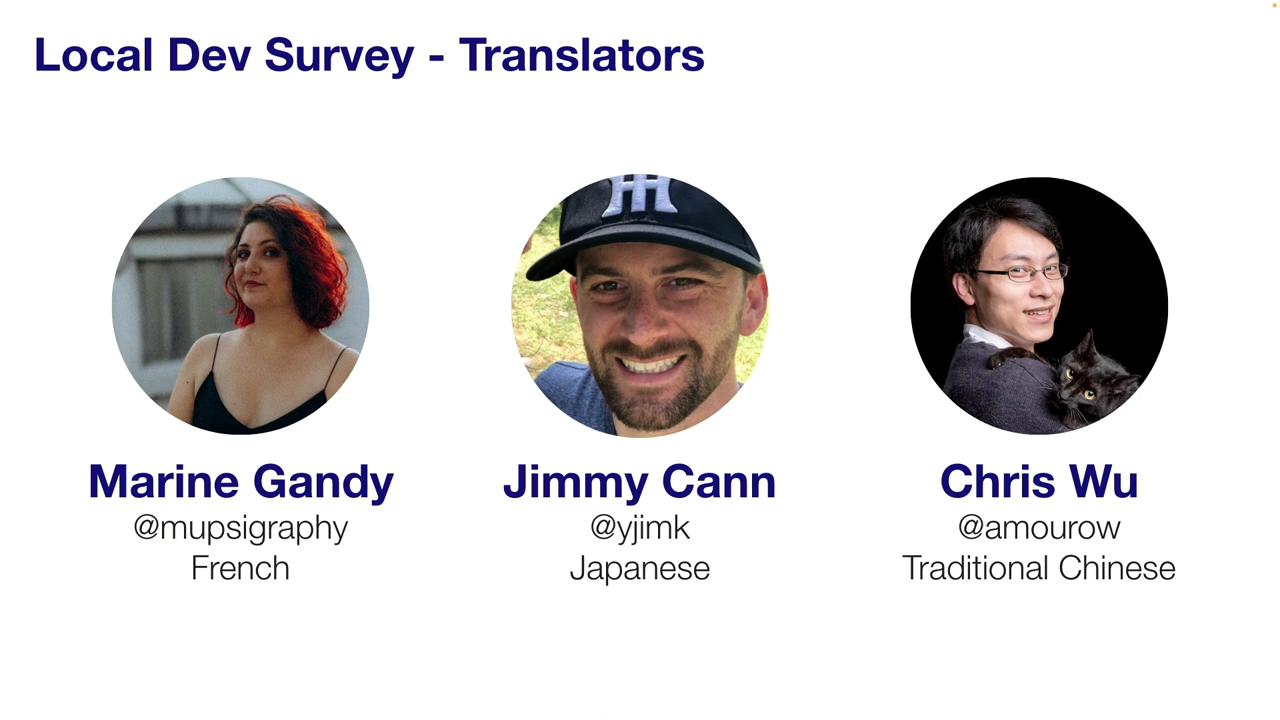 Local Dev Survey - Translators
Marine Gandy
@mupsigraphy
French
Jimmy Cann
@yjimk
Japanese
Chris Wu
@amourow
Traditional Chinese